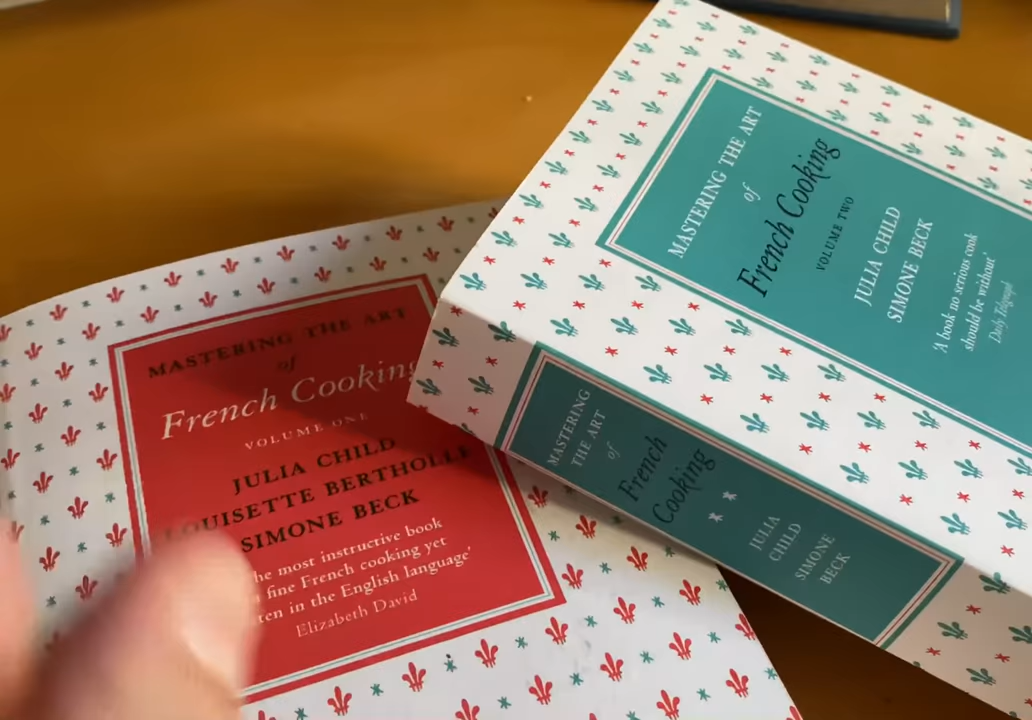 MASTERING THE ART
of
French Cooking
VOLUME ONE
JULIA CHILD
LOUISETTE BERTHOLLE
SIMONE BECK
he most instructive book
fine French cooking yet
ten in the English language'
Elizabeth David
MASTERING THE ART
of
French Cooking
VOLUME TWO
JULIA CHILD
SIMONE BECK
'A book no serious cook
should be without'
Daily Telegraph
MASTERING
THE ART
of
French
Cooking
JULIA
CHILD
SIMONE
BECK